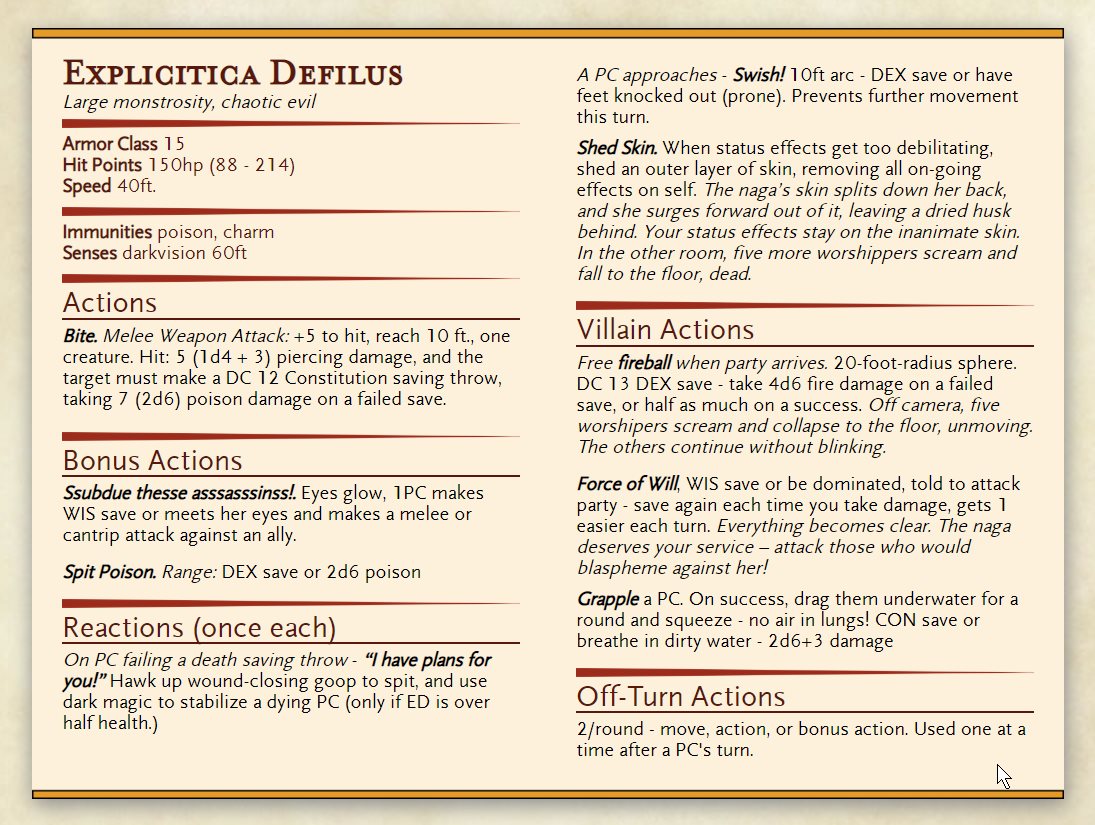 Explicitica Defilus
Large monstrosity, chaotic evil
Armor Class 15
Hit Points 150hp (88 - 214)
Speed 40ft.
Immunities poison, charm
Senses darkvision 60ft
Actions
Bite. Melee Weapon Attack: +5 to hit, reach 10 ft., one
creature. Hit: 5 (1d4 + 3) piercing damage, and the
target must make a DC 12 Constitution saving throw,
taking 7 (2d6) poison damage on a failed save.
Bonus Actions
Ssubdue thesse asssasssinss!. Eyes glow, 1PC makes
WIS save or meets her eyes and makes a melee or
cantrip attack against an ally.
Spit Poison. Range: DEX save or 2d6 poison
Reactions (once each)
On PC failing a death saving throw - “I have plans for
you!” Hawk up wound-closing goop to spit, and use
dark magic to stabilize a dying PC (only if ED is over
half health.)
A PC approaches - Swish! 10ft arc - DEX save or have
feet knocked out (prone). Prevents further movement
this turn.
Shed Skin. When status effects get too debilitating,
shed an outer layer of skin, removing all on-going
effects on self. The naga’s skin splits down her back,
and she surges forward out of it, leaving a dried husk
behind. Your status effects stay on the inanimate skin.
In the other room, five more worshippers scream and
fall to the floor, dead.
Villain Actions
Free fireball when party arrives. 20-foot-radius sphere.
DC 13 DEX save - take 4d6 fire damage on a failed
save, or half as much on a success. Off camera, five
worshipers scream and collapse to the floor, unmoving.
The others continue without blinking.
Force of Will, WIS save or be dominated, told to attack
party - save again each time you take damage, gets 1
easier each turn. Everything becomes clear. The naga
deserves your service – attack those who would
blaspheme against her!
Grapple a PC. On success, drag them underwater for a
round and squeeze - no air in lungs! CON save or
breathe in dirty water - 2d6+3 damage
Off-Turn Actions
2/round - move, action, or bonus action. Used one at a
time after a PC's turn.